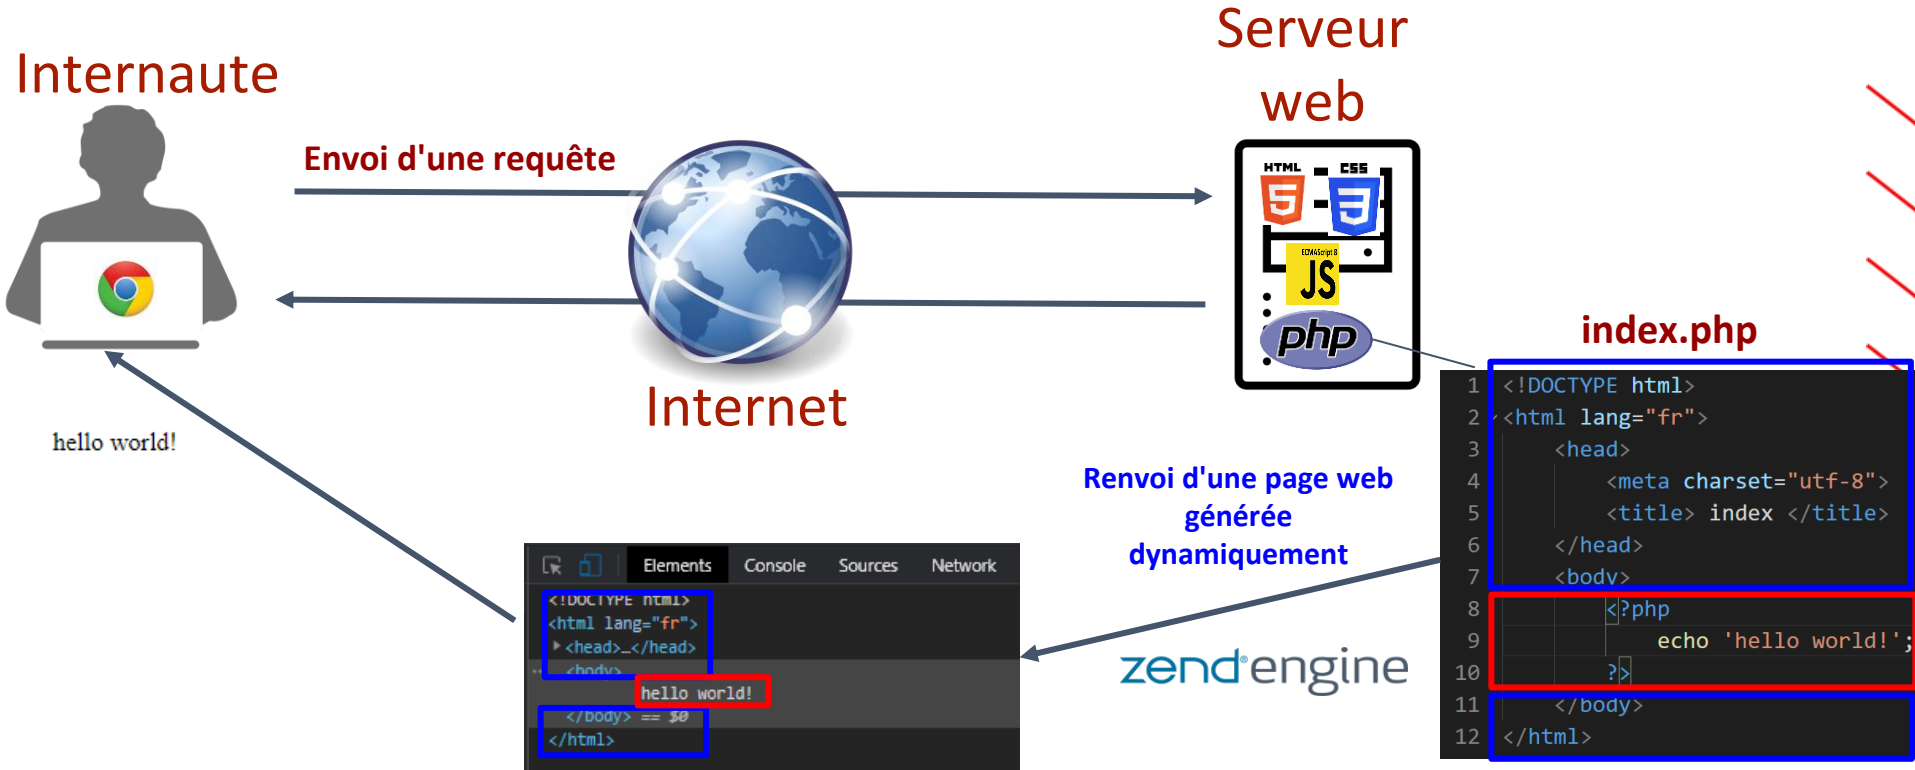 Internaute
Serveur
web
Envoi d'une requête
HTML
CSS
ECMAScript 8
JS
php
index.php
Internet
hello world!
1 <!DOCTYPE html>
2 <html lang="fr">
3 <head>
4 <meta charset="utf-8">
5 <title> index </title>
6 </head>
7 <body>
8 <?php
9 echo 'hello world!';
10 ?>
11 </body>
12 </html>
Renvoi d'une page web
générée
dynamiquement
zend engine
Elements Console Sources Network
<!DOCTYPE html>
<html lang="fr">
<head>…</head>
<body>
hello world!
</body> == $0
</html>